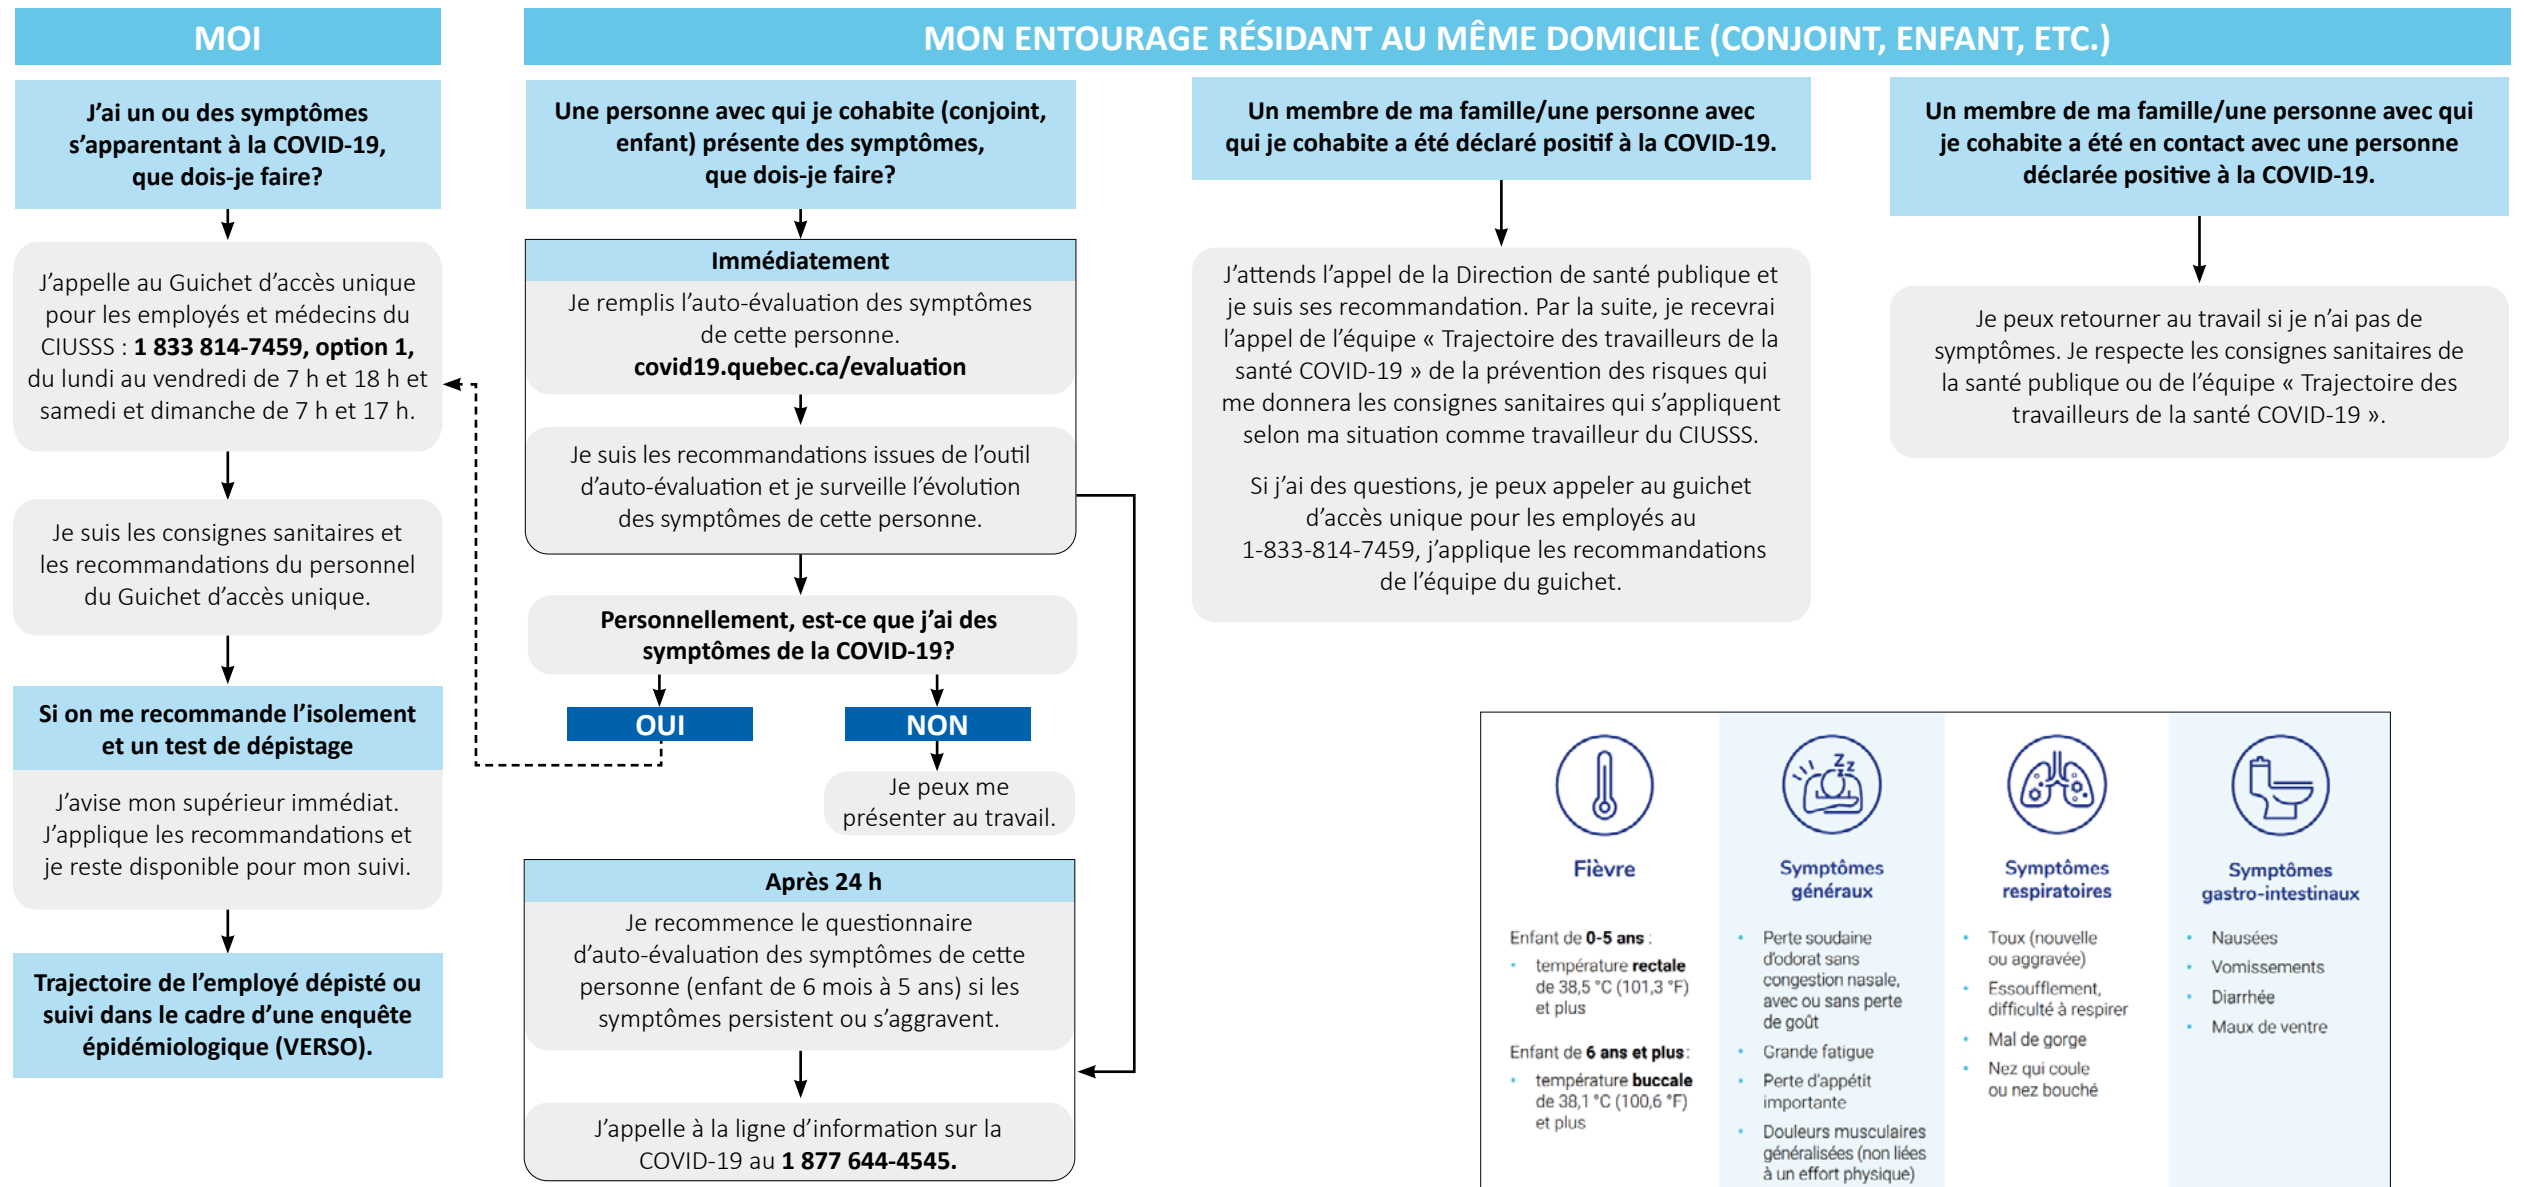 MOI
J’ai un ou des symptômes
s’apparentant à la COVID-19,
que dois-je faire?
J’appelle au Guichet d’accès unique
pour les employés et médecins du
CIUSSS : 1 833 814-7459, option 1,
du lundi au vendredi de 7 h et 18 h et
samedi et dimanche de 7 h et 17 h.
Je suis les consignes sanitaires et
les recommandations du personnel
du Guichet d’accès unique.
Si on me recommande l’isolement
et un test de dépistage
J’avise mon supérieur immédiat.
J’applique les recommandations et
je reste disponible pour mon suivi.
Trajectoire de l’employé dépisté ou
suivi dans le cadre d’une enquête
épidémiologique (VERSO).
MON ENTOURAGE RÉSIDANT AU MÊME DOMICILE (CONJOINT, ENFANT, ETC.)
Une personne avec qui je cohabite (conjoint,
enfant) présente des symptômes,
que dois-je faire?
Immédiatement
Je remplis l’auto-évaluation des symptômes
de cette personne.
covid19.quebec.ca/evaluation
Je suis les recommandations issues de l’outil
d’auto-évaluation et je surveille l’évolution
des symptômes de cette personne.
Personnellement, est-ce que j’ai des
symptômes de la COVID-19?
OUI
NON
Je peux me
présenter au travail.
Après 24 h
Je recommence le questionnaire
d’auto-évaluation des symptômes de cette
personne (enfant de 6 mois à 5 ans) si les
symptômes persistent ou s’aggravent.
J’appelle à la ligne d’information sur la
COVID-19 au 1 877 644-4545.
Un membre de ma famille/une personne avec
qui je cohabite a été déclaré positif à la COVID-19.
J’attends l’appel de la Direction de santé publique et
je suis ses recommandation. Par la suite, je recevrai
l’appel de l’équipe « Trajectoire des travailleurs de la
santé COVID-19 » de la prévention des risques qui
me donnera les consignes sanitaires qui s’appliquent
selon ma situation comme travailleur du CIUSSS.
Si j’ai des questions, je peux appeler au guichet
d’accès unique pour les employés au
1-833-814-7459, j’applique les recommandations
de l’équipe du guichet.
Un membre de ma famille/une personne avec qui
je cohabite a été en contact avec une personne
déclarée positive à la COVID-19.
Je peux retourner au travail si je n’ai pas de
symptômes. Je respecte les consignes sanitaires de
la santé publique ou de l’équipe « Trajectoire des
travailleurs de la santé COVID-19 ».
Fièvre
Enfant de 0-5 ans :
• température rectale
de 38,5 °C (101,3 °F)
et plus
Enfant de 6 ans et plus :
• température buccale
de 38,1 °C (100,6 °F)
et plus
z Z z
Symptômes
généraux
• Perte soudaine
d’odorat sans
congestion nasale,
avec ou sans perte
de goût
• Grande fatigue
• Perte d’appétit
importante
• Douleurs musculaires
généralisées (non liées
à un effort physique)
Symptômes
respiratoires
• Toux (nouvelle
ou aggravée)
• Essoufflement,
difficulté à respirer
• Mal de gorge
• Nez qui coule
ou nez bouché
Symptômes
gastro-intestinaux
• Nausées
• Vomissements
• Diarrhée
• Maux de ventre